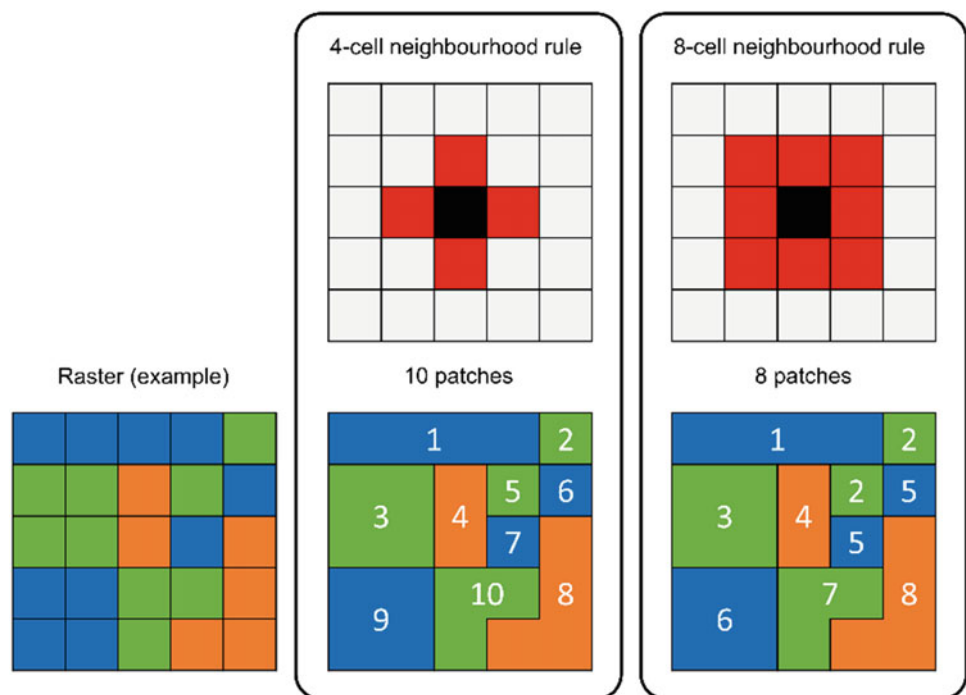 4-cell neighbourhood rule
8-cell neighbourhood rule
Raster (example)
10 patches
8 patches
1 2
3 4 5 6
7
9 10 8
1 2
3 4 2 5
5
6 7 8